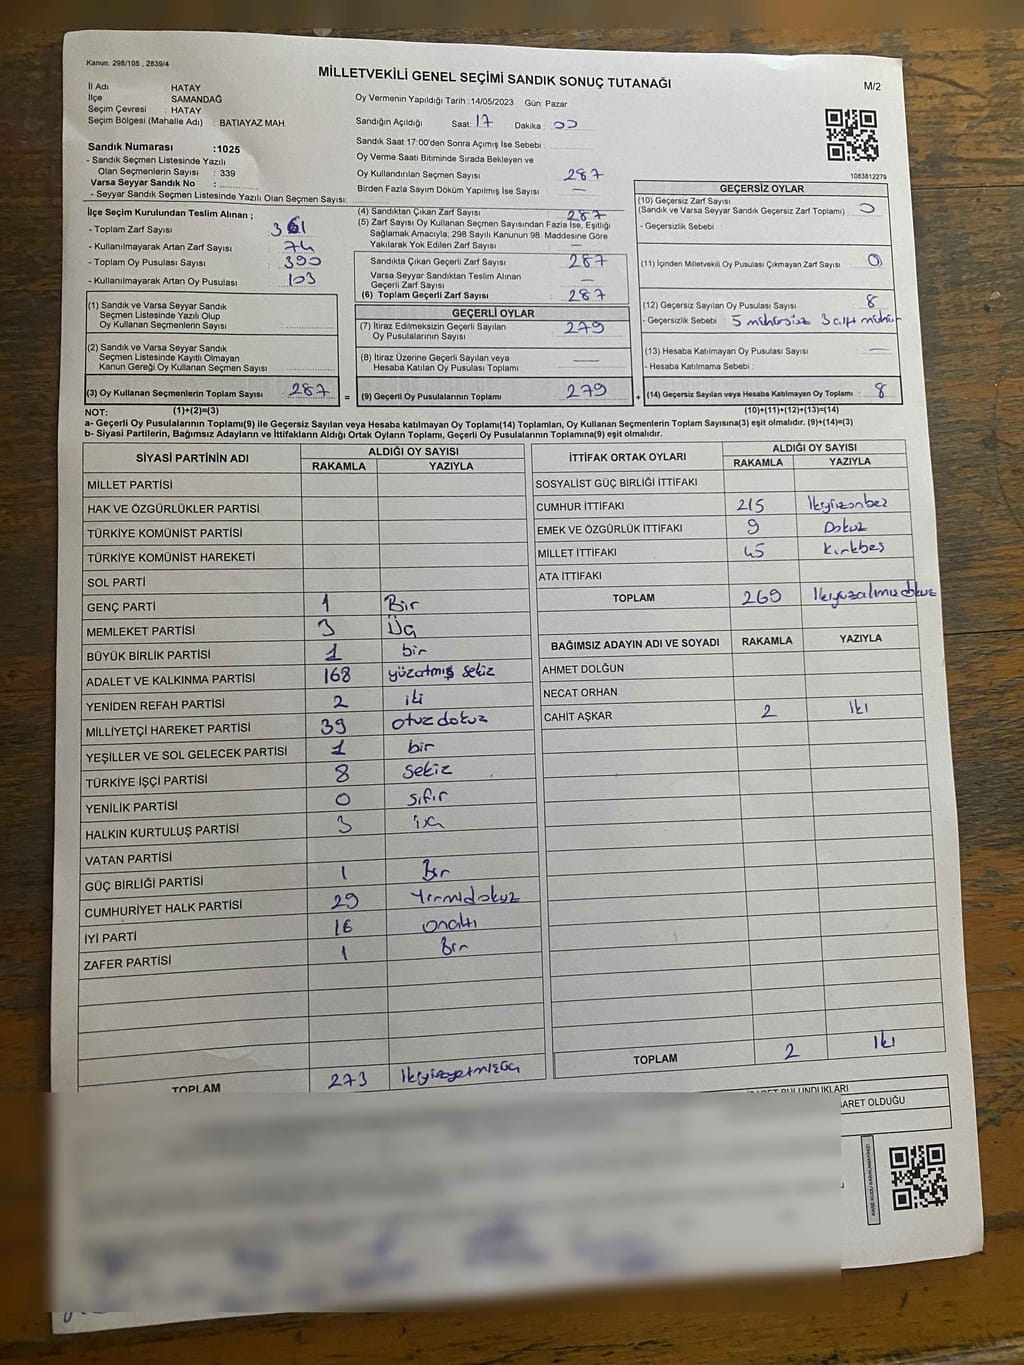 Kanun. 298/105 , 2839/4
MİLLETVEKİLİ GENEL SEÇİMİ SANDIK SONUÇ TUTANAĞI
M/2
İl Adı : HATAY
İlçe : SAMANDAĞ
Seçim Çevresi : HATAY
Seçim Bölgesi (Mahalle Adı) : BATIAYAZ MAH.
Oy Vermenin Yapıldığı Tarih :14/05/2023 Gün: Pazar
Sandığın Açıldığı Saat: 17 Dakika : 00
Sandık Saat 17:00'den Sonra Açımış İse Sebebi :
Oy Verme Saati Bitiminde Sırada Bekleyen ve
Oy Kullandırılan Seçmen Sayısı 287
Birden Fazla Sayım Döküm Yapılmış İse Sayısı —
Sandık Numarası :1025
- Sandık Seçmen Listesinde Yazılı
Olan Seçmenlerin Sayısı : 339
Varsa Seyyar Sandık No :
- Seyyar Sandık Seçmen Listesinde Yazılı Olan Seçmen Sayısı:
1083812279
İlçe Seçim Kurulundan Teslim Alınan ;
- Toplam Zarf Sayısı 361
- Kullanılmayarak Artan Zarf Sayısı 74
- Toplam Oy Pusulası Sayısı 390
- Kullanılmayarak Artan Oy Pusulası 103
(4) Sandıktan Çıkan Zarf Sayısı 287
(5) Zarf Sayısı Oy Kullanan Seçmen Sayısından Fazla İse, Eşitliği
Sağlamak Amacıyla, 298 Sayılı Kanunun 98. Maddesine Göre
Yakılarak Yok Edilen Zarf Sayısı —
Sandıkta Çıkan Geçerli Zarf Sayısı 287
Varsa Seyyar Sandıktan Teslim Alınan
Geçerli Zarf Sayısı —
(6) Toplam Geçerli Zarf Sayısı 287
GEÇERSİZ OYLAR
(10) Geçersiz Zarf Sayısı
(Sandık ve Varsa Seyyar Sandık Geçersiz Zarf Toplamı) : 0
- Geçersizlik Sebebi :
(11) İçinden Milletvekili Oy Pusulası Çıkmayan Zarf Sayısı 0
(12) Geçersiz Sayılan Oy Pusulası Sayısı 8
- Geçersizlik Sebebi : 5 mühürsüz 3 çift mühür
(13) Hesaba Katılmayan Oy Pusulası Sayısı —
- Hesaba Katılmama Sebebi :
(14) Geçersiz Sayılan veya Hesaba Katılmayan Oy Toplamı : 8
(10)+(11)+(12)+(13)=(14)
(1) Sandık ve Varsa Seyyar Sandık
Seçmen Listesinde Yazılı Olup
Oy Kullanan Seçmenlerin Sayısı
(2) Sandık ve Varsa Seyyar Sandık
Seçmen Listesinde Kayıtlı Olmayan
Kanun Gereği Oy Kullanan Seçmen Sayısı
(3) Oy Kullanan Seçmenlerin Toplam Sayısı 287 =
GEÇERLİ OYLAR
(7) İtiraz Edilmeksizin Geçerli Sayılan
Oy Pusulalarının Sayısı 279
(8) İtiraz Üzerine Geçerli Sayılan veya
Hesaba Katılan Oy Pusulası Toplamı —
(9) Geçerli Oy Pusulalarının Toplamı 279 +
NOT: (1)+(2)=(3)
a- Geçerli Oy Pusulalarının Toplamı(9) ile Geçersiz Sayılan veya Hesaba katılmayan Oy Toplamı(14) Toplamları, Oy Kullanan Seçmenlerin Toplam Sayısına(3) eşit olmalıdır. (9)+(14)=(3)
b- Siyasi Partilerin, Bağımsız Adayların ve İttifakların Aldığı Ortak Oyların Toplamı, Geçerli Oy Pusulalarının Toplamına(9) eşit olmalıdır.
SİYASİ PARTİNİN ADI ALDIĞI OY SAYISI
RAKAMLA YAZIYLA
MİLLET PARTİSİ
HAK VE ÖZGÜRLÜKLER PARTİSİ
TÜRKİYE KOMÜNİST PARTİSİ
TÜRKİYE KOMÜNİST HAREKETİ
SOL PARTİ
GENÇ PARTİ 1 Bir
MEMLEKET PARTİSİ 3 Üç
BÜYÜK BİRLİK PARTİSİ 1 bir
ADALET VE KALKINMA PARTİSİ 168 yüzatmış sekiz
YENİDEN REFAH PARTİSİ 2 iki
MİLLİYETÇİ HAREKET PARTİSİ 39 otuz dokuz
YEŞİLLER VE SOL GELECEK PARTİSİ 1 bir
TÜRKİYE İŞÇİ PARTİSİ 8 sekiz
YENİLİK PARTİSİ 0 sıfır
HALKIN KURTULUŞ PARTİSİ 3 üç
VATAN PARTİSİ
GÜÇ BİRLİĞİ PARTİSİ 1 Bir
CUMHURİYET HALK PARTİSİ 29 Yirmidokuz
İYİ PARTİ 16 onaltı
ZAFER PARTİSİ 1 Bir
TOPLAM 273 İkiyüzyetmişüç
İTTİFAK ORTAK OYLARI ALDIĞI OY SAYISI
RAKAMLA YAZIYLA
SOSYALİST GÜÇ BİRLİĞİ İTTİFAKI
CUMHUR İTTİFAKI 215 İkiyüzonbeş
EMEK VE ÖZGÜRLÜK İTTİFAKI 9 Dokuz
MİLLET İTTİFAKI 45 Kırkbeş
ATA İTTİFAKI
TOPLAM 269 İkiyüzatmışdokuz
BAĞIMSIZ ADAYIN ADI VE SOYADI RAKAMLA YAZIYLA
AHMET DOLĞUN
NECAT ORHAN
CAHİT AŞKAR 2 İki
TOPLAM 2 İki
ARET OLDUĞU